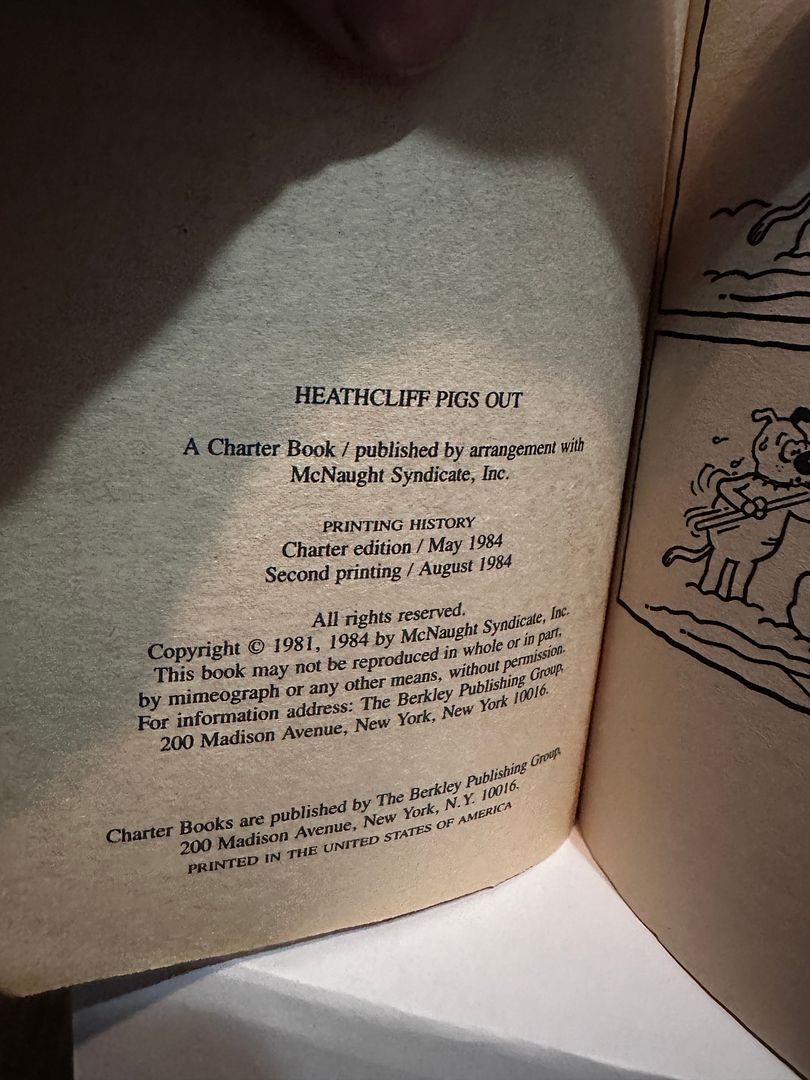 HEATHCLIFF PIGS OUT
A Charter Book / published by arrangement with
McNaught Syndicate, Inc.
PRINTING HISTORY
Charter edition / May 1984
Second printing / August 1984
All rights reserved.
Copyright © 1981, 1984 by McNaught Syndicate, Inc.
This book may not be reproduced in whole or in part,
by mimeograph or any other means, without permission.
For information address: The Berkley Publishing Group,
200 Madison Avenue, New York, New York 10016.
Charter Books are published by The Berkley Publishing Group,
200 Madison Avenue, New York, N.Y. 10016.
PRINTED IN THE UNITED STATES OF AMERICA